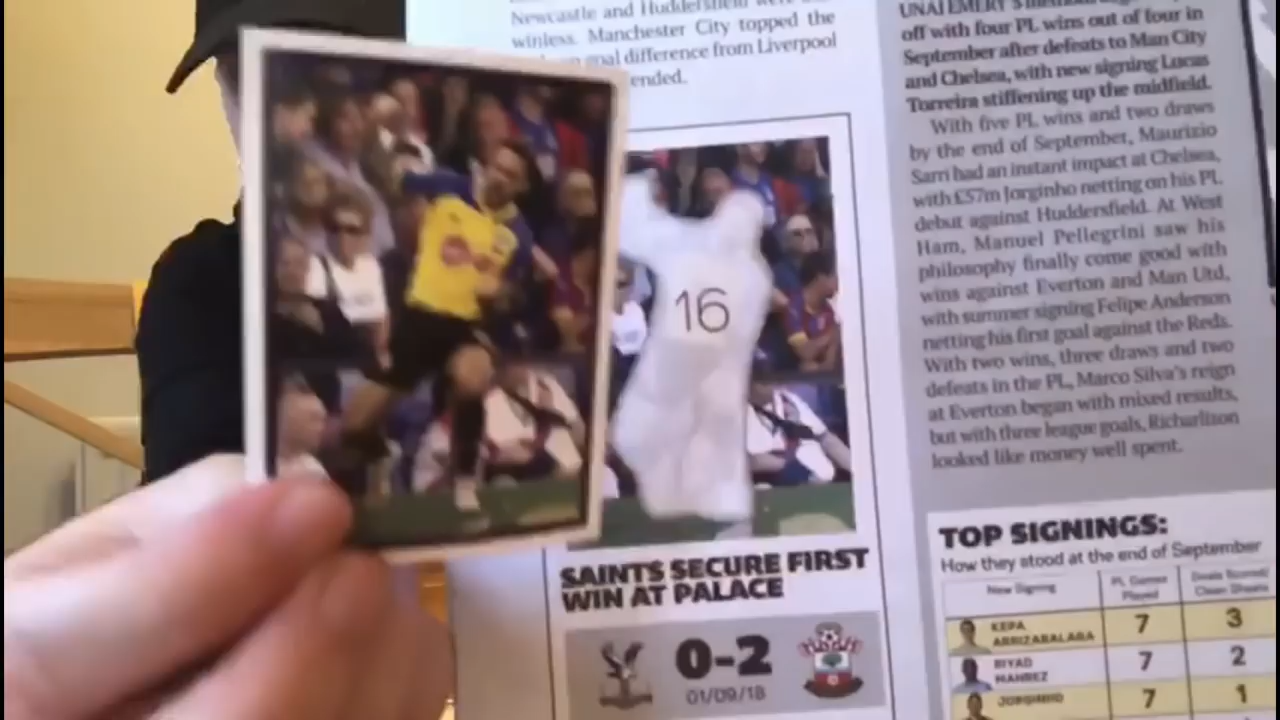 Newcastle and Huddersfield were
winless. Manchester City topped the
goal difference from Liverpool
ended.
16
SAINTS SECURE FIRST
WIN AT PALACE
0-2
01/09/18
UNAI EMERY'S
off with four PL wins out of four in
September after defeats to Man City
and Chelsea, with new signing Lucas
Torreira stiffening up the midfield.
With five PL wins and two draws
by the end of September, Maurizio
Sarri had an instant impact at Chelsea,
with £57m Jorginho netting on his PL
debut against Huddersfield. At West
Ham, Manuel Pellegrini saw his
philosophy finally come good with
wins against Everton and Man Utd,
with summer signing Felipe Anderson
netting his first goal against the Reds.
With two wins, three draws and two
defeats in the PL, Marco Silva's reign
at Everton began with mixed results,
but with three league goals, Richarlison
looked like money well spent.
TOP SIGNINGS:
How they stood at the end of September
New Signing PL Games Goals Scored/
Played Clean Sheets
KEPA
ARRIZABALAGA 7 3
RIYAD
MAHREZ 7 2
JORGINHO 7 1